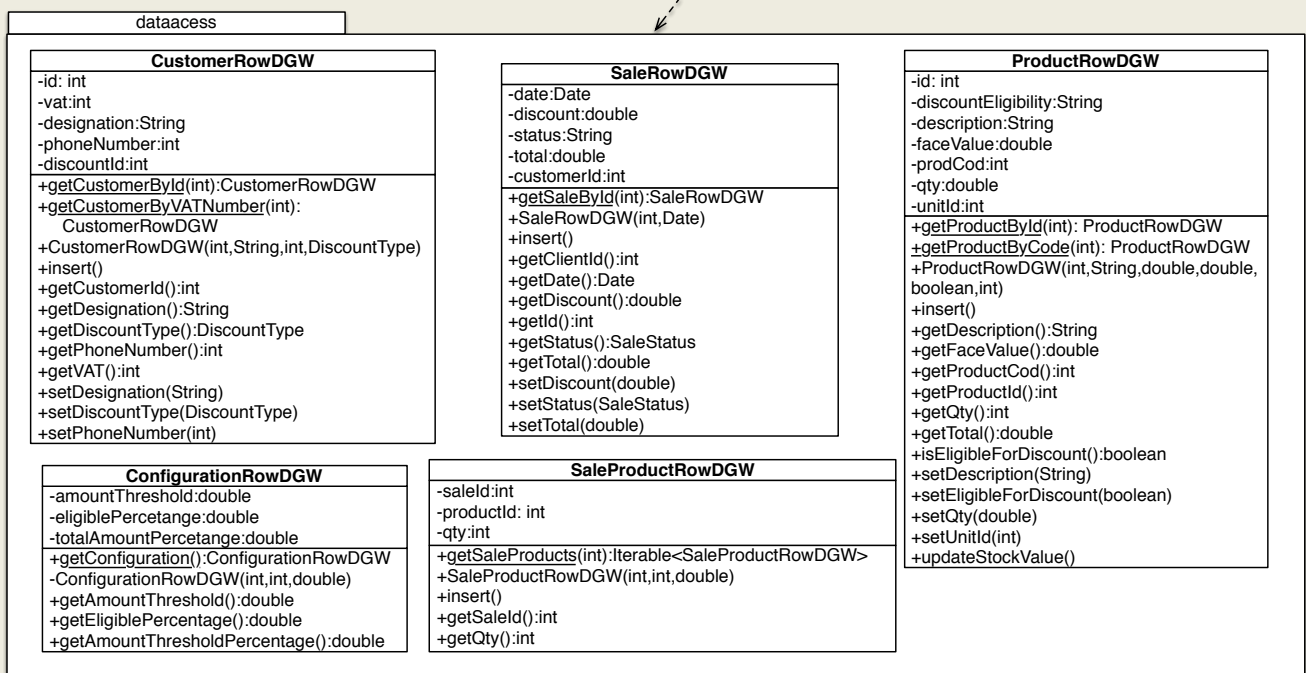 dataacess
CustomerRowDGW
-id: int
-vat:int
-designation:String
-phoneNumber:int
-discountId:int
+getCustomerById(int):CustomerRowDGW
+getCustomerByVATNumber(int):
CustomerRowDGW
+CustomerRowDGW(int,String,int,DiscountType)
+insert()
+getCustomerId():int
+getDesignation():String
+getDiscountType():DiscountType
+getPhoneNumber():int
+getVAT():int
+setDesignation(String)
+setDiscountType(DiscountType)
+setPhoneNumber(int)
SaleRowDGW
-date:Date
-discount:double
-status:String
-total:double
-customerId:int
+getSaleById(int):SaleRowDGW
+SaleRowDGW(int,Date)
+insert()
+getClientId():int
+getDate():Date
+getDiscount():double
+getId():int
+getStatus():SaleStatus
+getTotal():double
+setDiscount(double)
+setStatus(SaleStatus)
+setTotal(double)
ProductRowDGW
-id: int
-discountEligibility:String
-description:String
-faceValue:double
-prodCod:int
-qty:double
-unitId:int
+getProductById(int): ProductRowDGW
+getProductByCode(int): ProductRowDGW
+ProductRowDGW(int,String,double,double,
boolean,int)
+insert()
+getDescription():String
+getFaceValue():double
+getProductCod():int
+getProductId():int
+getQty():int
+getTotal():double
+isEligibleForDiscount():boolean
+setDescription(String)
+setEligibleForDiscount(boolean)
+setQty(double)
+setUnitId(int)
+updateStockValue()
ConfigurationRowDGW
-amountThreshold:double
-eligiblePercetange:double
-totalAmountPercetange:double
+getConfiguration():ConfigurationRowDGW
-ConfigurationRowDGW(int,int,double)
+getAmountThreshold():double
+getEligiblePercentage():double
+getAmountThresholdPercentage():double
SaleProductRowDGW
-saleId:int
-productId: int
-qty:int
+getSaleProducts(int):Iterable<SaleProductRowDGW>
+SaleProductRowDGW(int,int,double)
+insert()
+getSaleId():int
+getQty():int